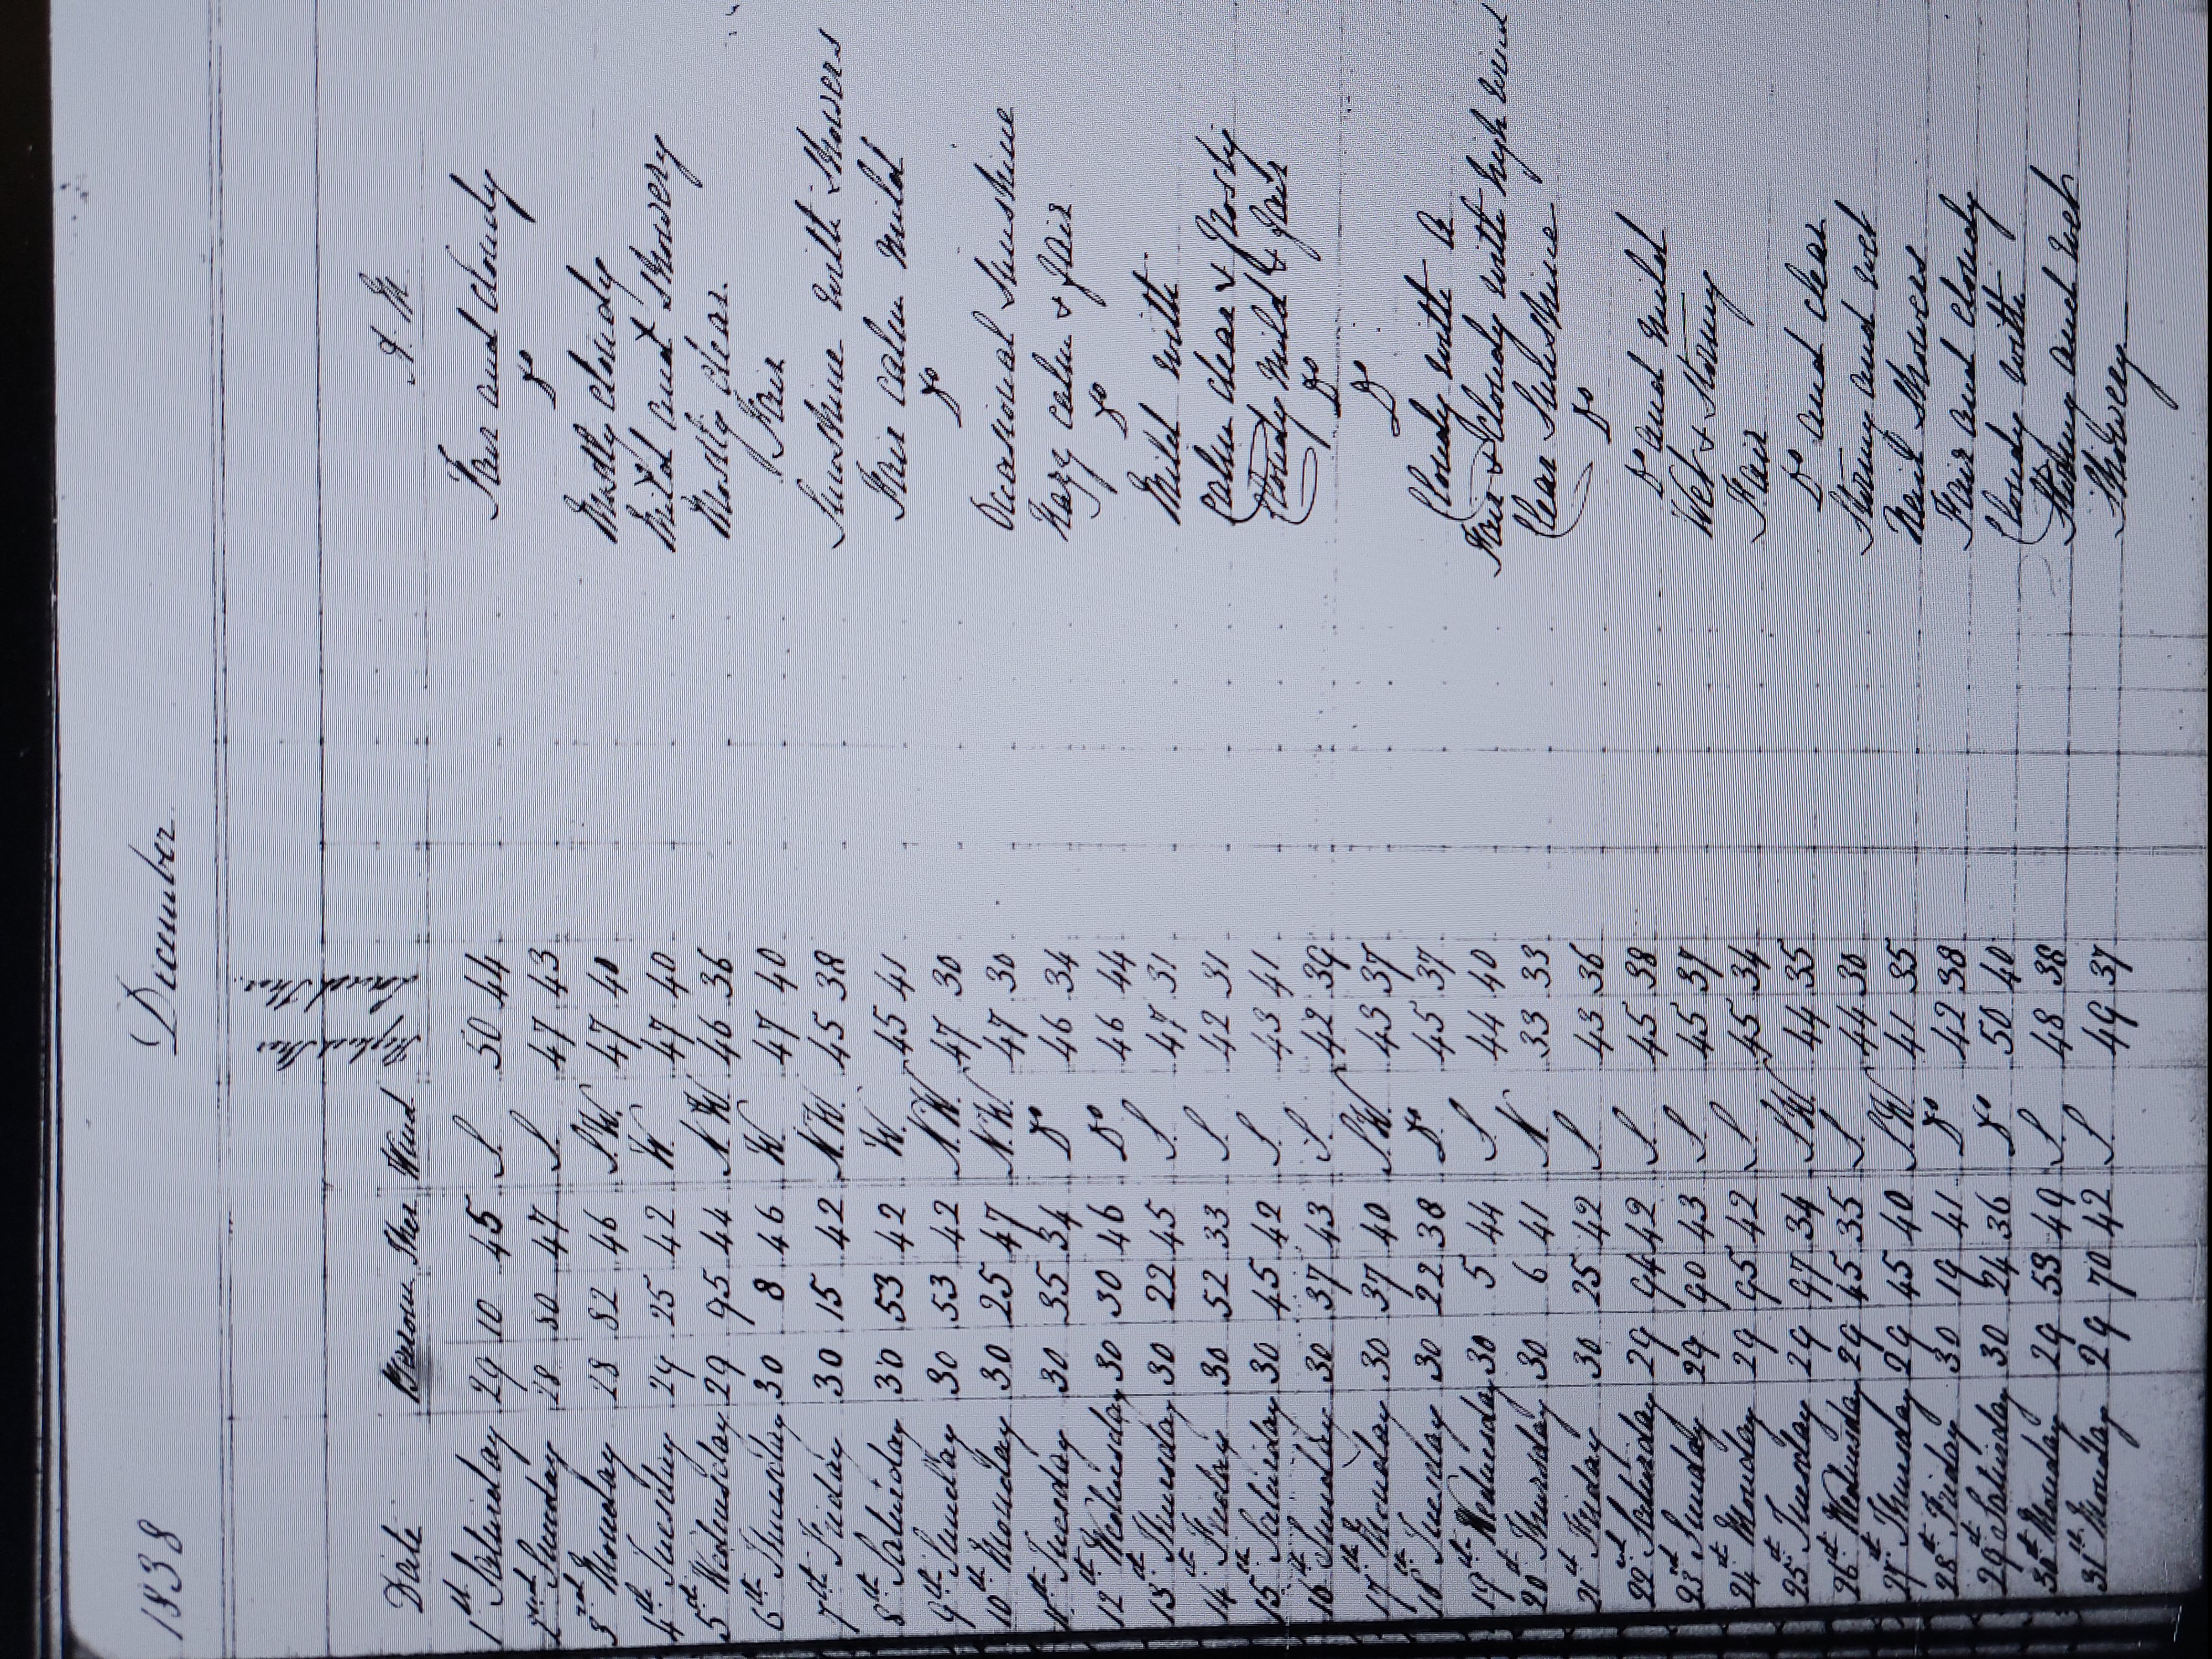 1838 December
Highest Ther
Lowest Ther.
Date Barom Ther Wind A. M.
1st Saturday 29 10 45 S. 50 44 Fair and Cloudy
2nd Sunday 28 80 47 S. 47 43 Do
3rd Monday 28 82 46 S.W. 47 40 Mostly Cloudy
4th Tuesday 29 25 42 W. 47 40 Mild and Showery
5th Wednesday 29 95 44 N.W. 46 36 Mostly clear.
6th Thursday 30 8 46 W. 47 40 Fair
7th Friday 30 15 42 N.W. 45 38 Sunshine with Showers
8th Saturday 30 53 42 W. 45 41 Fair calm mild
9th Sunday 30 53 42 N.W. 47 30 Do
10th Monday 30 25 47 N.W. 47 30 Occasional Sunshine
11th Tuesday 30 35 34 Do 46 34 Hazy calm & fair
12th Wednesday 30 30 46 Do 46 44 Do
13th Thursday 30 22 45 S. 47 31 Mild with
14th Friday 30 52 33 S. 42 31 Calm clear & frosty
15th Saturday 30 45 42 S. 43 41 Cloudy mild & fair
16th Sunday 30 37 43 S. 42 39 Do
17th Monday 30 37 40 S.W. 43 37 Do
18th Tuesday 30 22 38 Do 45 37 Cloudy with a
19th Wednesday 30 5 44 S. 44 40 Fair & Cloudy with high wind
20th Thursday 30 6 41 N 33 33 Clear Sunshine
21st Friday 30 25 42 S. 43 36 Do
22nd Saturday 29 94 42 S. 45 38 Do and mild
23rd Sunday 29 90 43 S. 45 37 Wet & Stormy
24th Monday 29 95 42 S 45 34 Fair
25th Tuesday 29 97 34 S.W. 44 35 Do and clear
26th Wednesday 29 45 35 S. 44 30 Stormy and wet
27th Thursday 29 45 40 S.W 41 35 Hail Showers
28th Friday 30 19 41 Do 42 38 Fair and Cloudy
29th Saturday 30 24 36 Do 50 40 Cloudy with
30th Monday 29 53 49 S. 48 38 Stormy and wet
31st Monday 29 70 42 S. 49 37 Showery